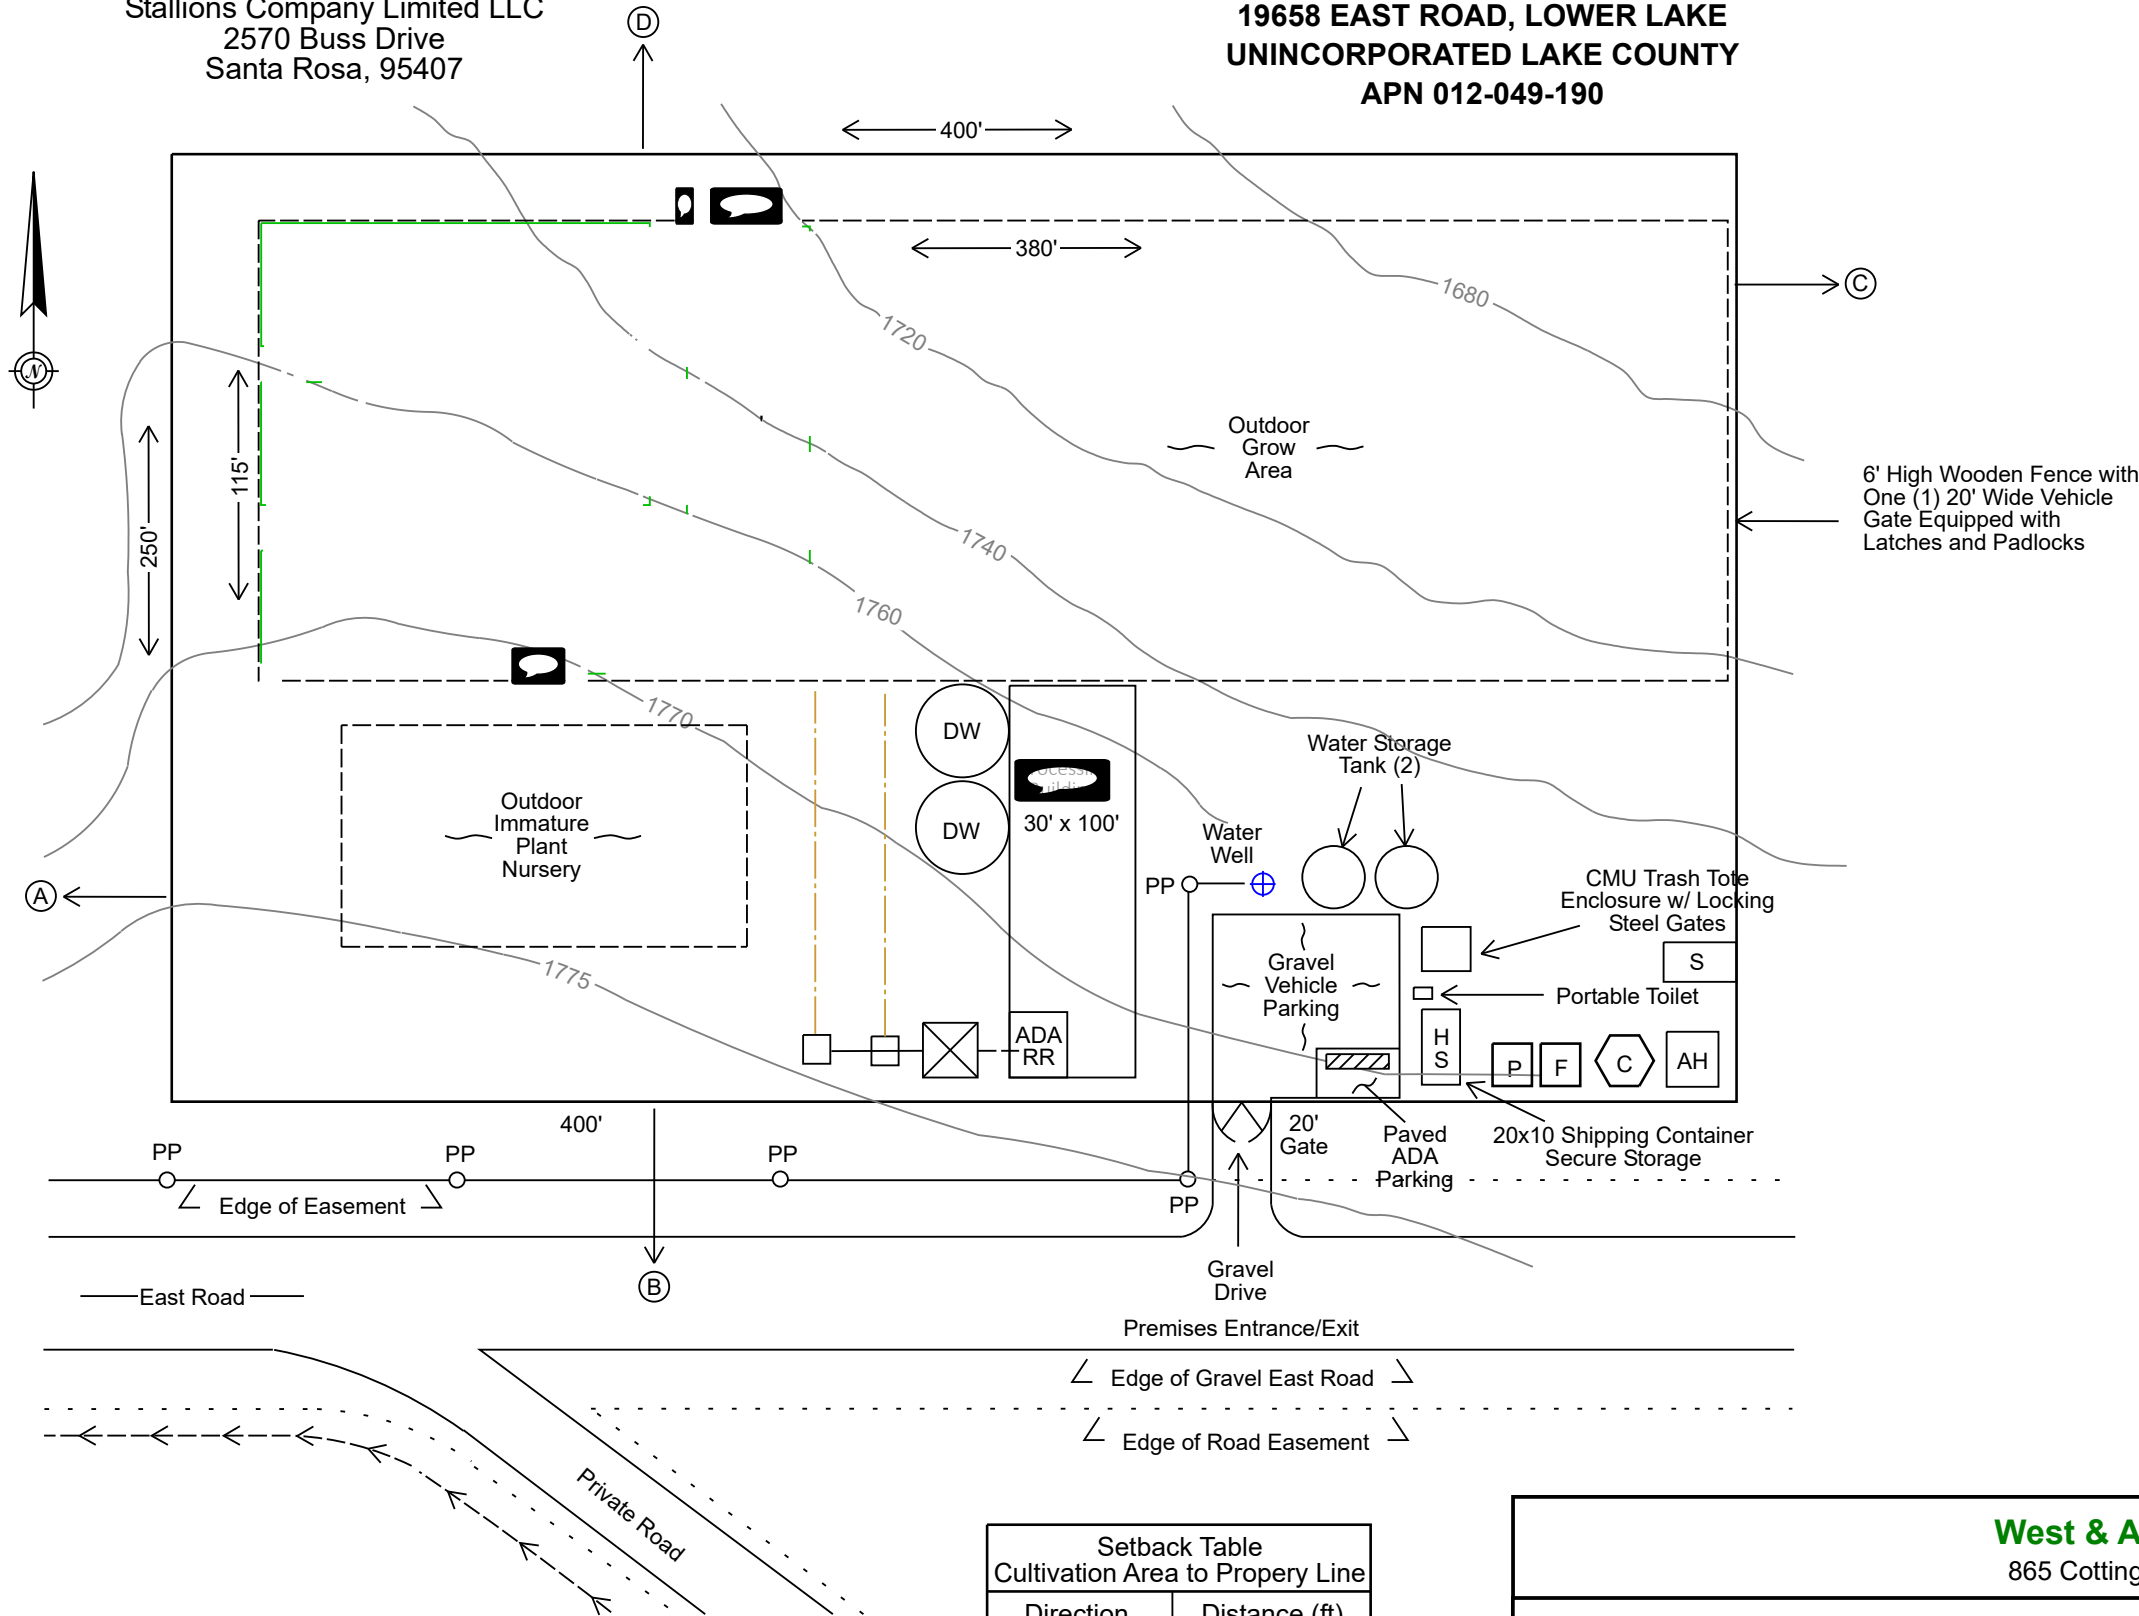 Stallions Company Limited LLC
2570 Buss Drive
Santa Rosa, 95407
19658 EAST ROAD, LOWER LAKE
UNINCORPORATED LAKE COUNTY
APN 012-049-190
D
400'
380'
C
1680
1720
N
115'
250'
Outdoor
Grow
Area
6' High Wooden Fence with
One (1) 20' Wide Vehicle
Gate Equipped with
Latches and Padlocks
1740
1760
1770
DW
DW
30' x 100'
Water Storage
Tank (2)
Outdoor
Immature
Plant
Nursery
Water
Well
PP
A
CMU Trash Tote
Enclosure w/ Locking
Steel Gates
S
Portable Toilet
1775
Gravel
Vehicle
Parking
ADA
RR
H
S
P
F
C
AH
400'
20'
Gate
Paved
ADA
Parking
20x10 Shipping Container
Secure Storage
PP
PP
PP
PP
Edge of Easement
B
Gravel
Drive
East Road
Premises Entrance/Exit
Edge of Gravel East Road
Edge of Road Easement
Private Road
Setback Table
Cultivation Area to Propery Line
Direction
Distance (ft)
West & A
865 Cotting